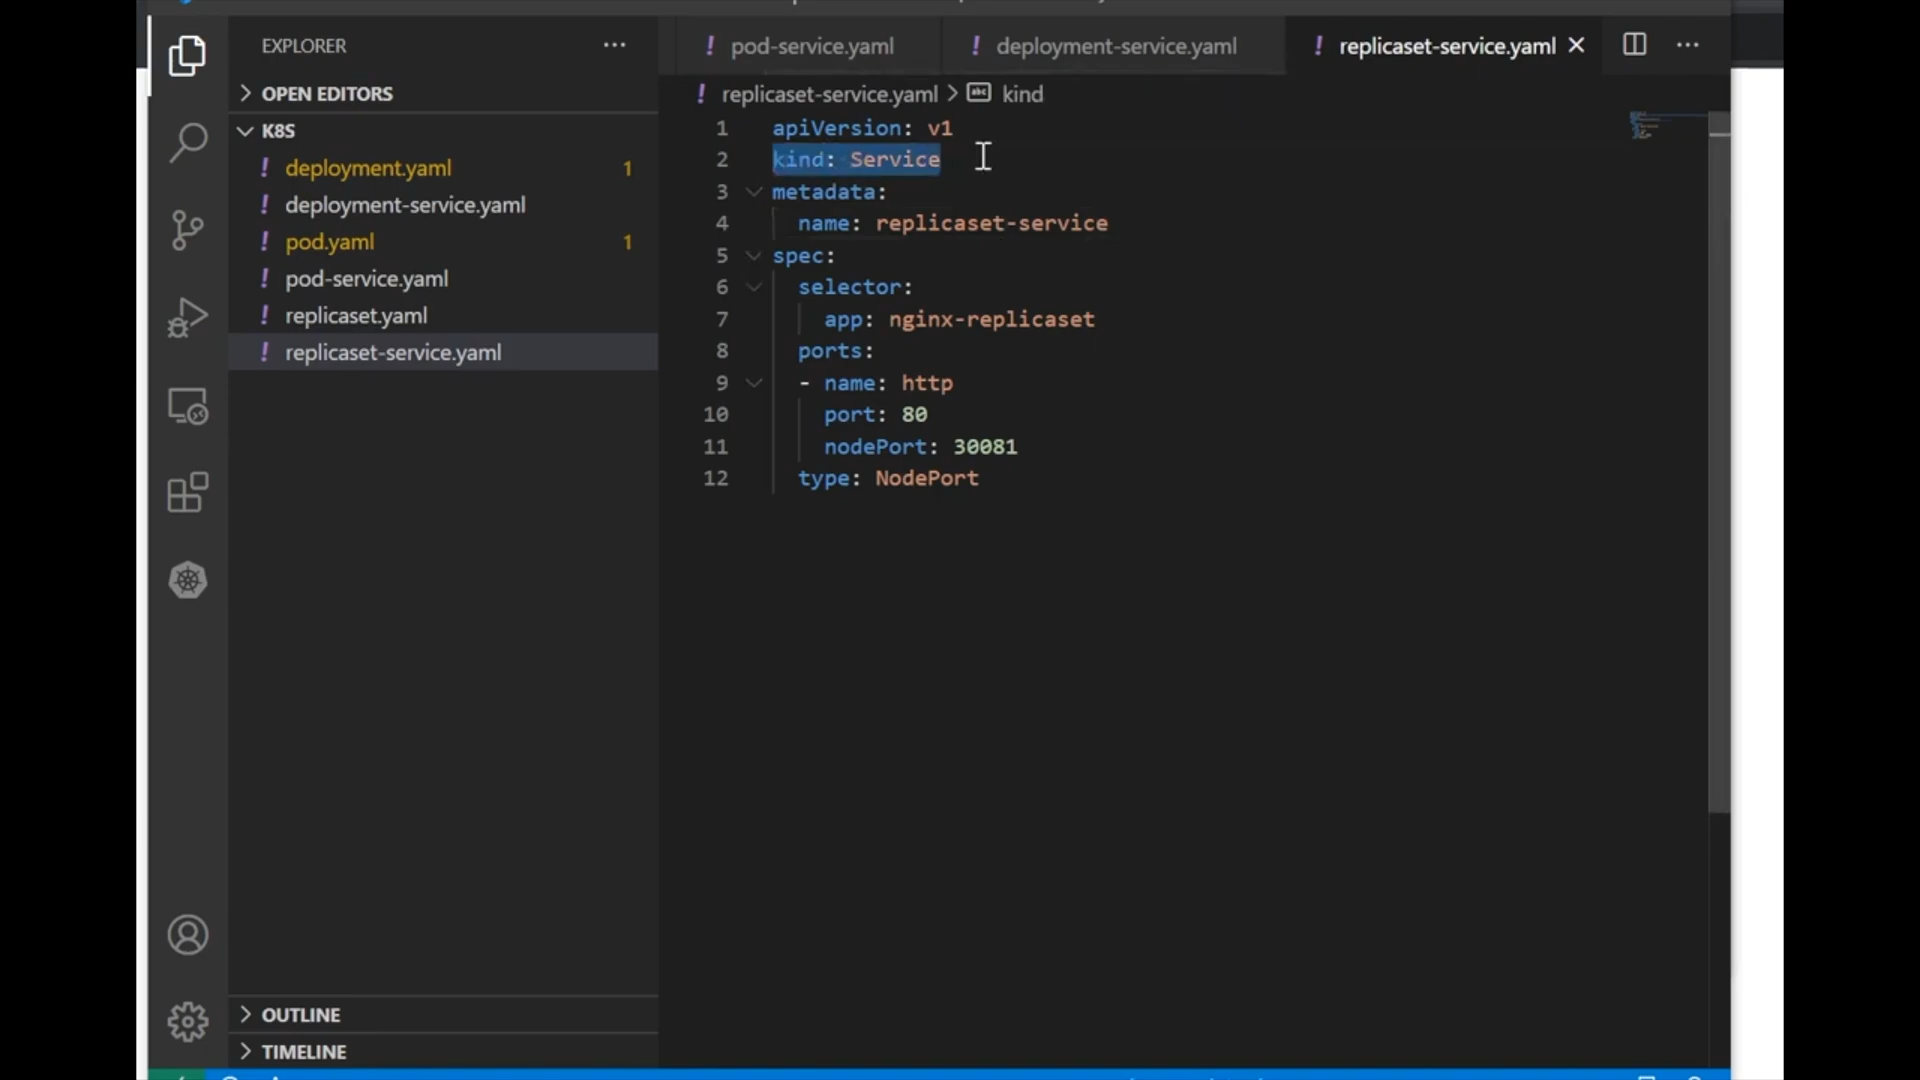 EXPLORER
OPEN EDITORS
K8S
deployment.yaml 1
deployment-service.yaml
pod.yaml 1
pod-service.yaml
replicaset.yaml
replicaset-service.yaml
OUTLINE
TIMELINE
pod-service.yaml
deployment-service.yaml
replicaset-service.yaml
replicaset-service.yaml > abc kind
1 apiVersion: v1
2 kind: Service
3 metadata:
4 name: replicaset-service
5 spec:
6 selector:
7 app: nginx-replicaset
8 ports:
9 - name: http
10 port: 80
11 nodePort: 30081
12 type: NodePort